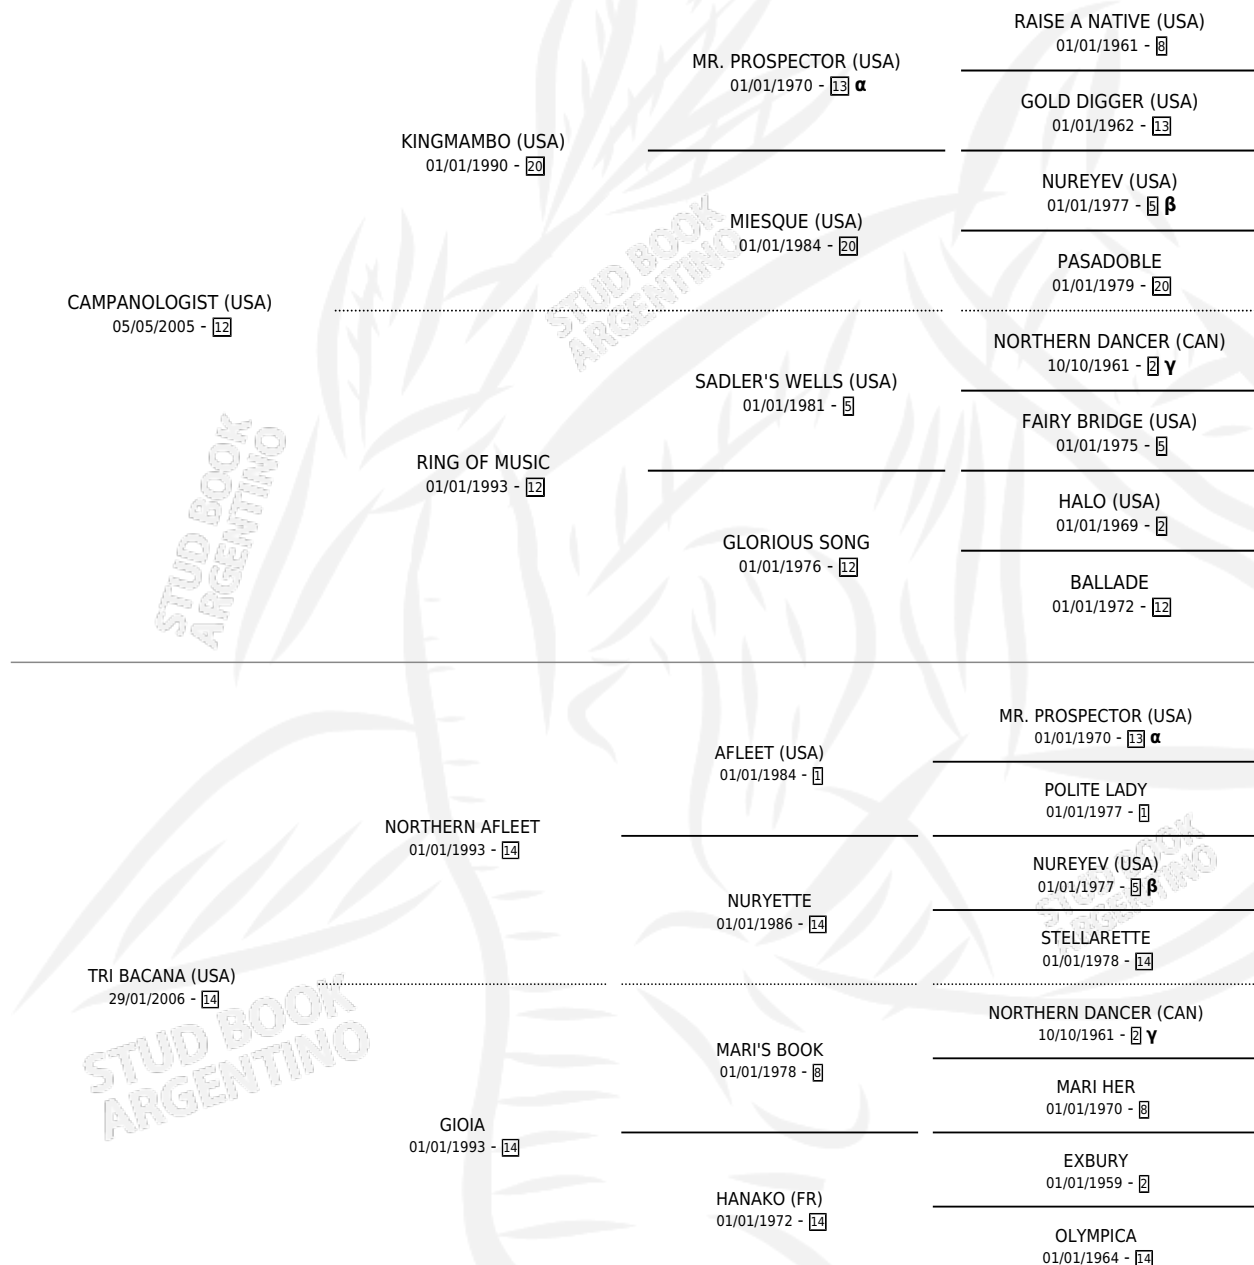 RAISE A NATIVE (USA)
01/01/1961 - 8
MR. PROSPECTOR (USA)
01/01/1970 - 13 α
GOLD DIGGER (USA)
01/01/1962 - 13
KINGMAMBO (USA)
01/01/1990 - 20
NUREYEV (USA)
01/01/1977 - 5 β
MIESQUE (USA)
01/01/1984 - 20
PASADOBLE
01/01/1979 - 20
CAMPANOLOGIST (USA)
05/05/2005 - 12
NORTHERN DANCER (CAN)
10/10/1961 - 2 γ
SADLER'S WELLS (USA)
01/01/1981 - 5
FAIRY BRIDGE (USA)
01/01/1975 - 5
RING OF MUSIC
01/01/1993 - 12
HALO (USA)
01/01/1969 - 2
GLORIOUS SONG
01/01/1976 - 12
BALLADE
01/01/1972 - 12
MR. PROSPECTOR (USA)
01/01/1970 - 13 α
AFLEET (USA)
01/01/1984 - 1
POLITE LADY
01/01/1977 - 1
NORTHERN AFLEET
01/01/1993 - 14
NUREYEV (USA)
01/01/1977 - 5 β
NURYETTE
01/01/1986 - 14
STELLARETTE
01/01/1978 - 14
TRI BACANA (USA)
29/01/2006 - 14
NORTHERN DANCER (CAN)
10/10/1961 - 2 γ
MARI'S BOOK
01/01/1978 - 8
MARI HER
01/01/1970 - 8
GIOIA
01/01/1993 - 14
EXBURY
01/01/1959 - 2
HANAKO (FR)
01/01/1972 - 14
OLYMPICA
01/01/1964 - 14
STUD BOOK
ARGENTINO
STUD BOOK
ARGENTINO
STUD BOOK
ARGENTINO
STUD BOOK
ARGENTINO